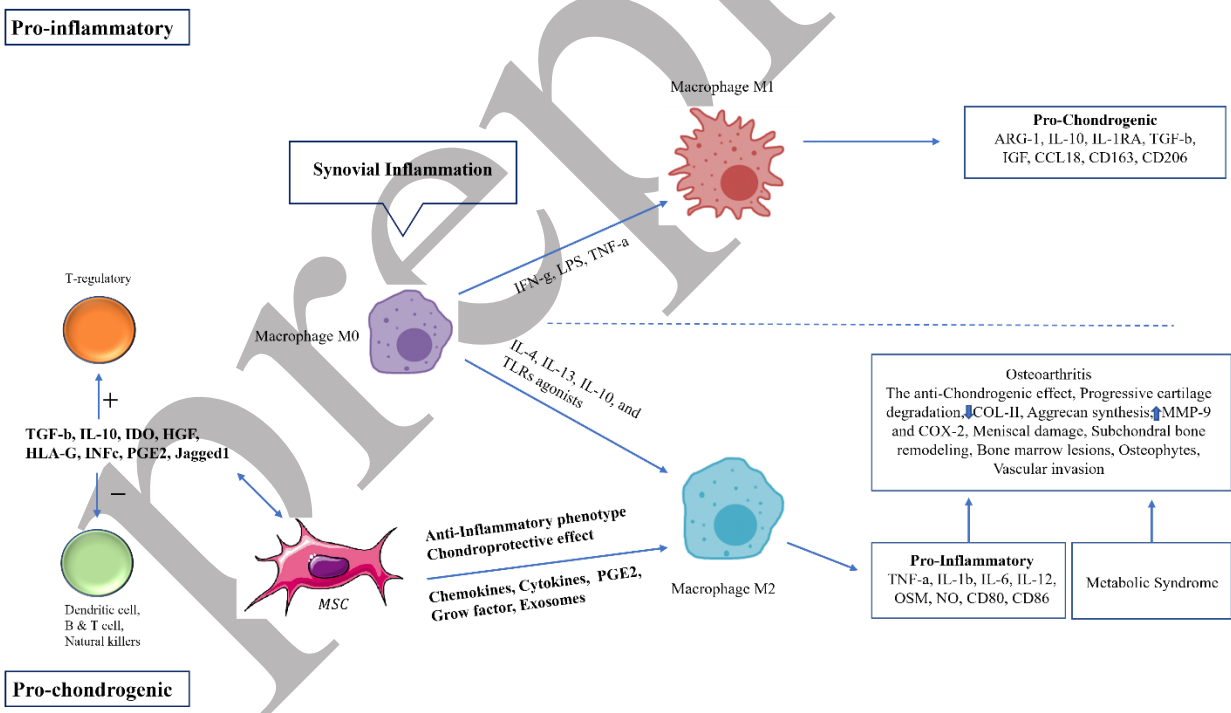 Pro-inflammatory
Macrophage M1
Pro-Chondrogenic
ARG-1, IL-10, IL-1RA, TGF-b,
IGF, CCL18, CD163, CD206
Synovial Inflammation
IFN-g, LPS, TNF-a
T-regulatory
Macrophage M0
IL-4, IL-13, IL-10, and
TLRs agonists
+
TGF-b, IL-10, IDO, HGF,
HLA-G, INFc, PGE2, Jagged1
−
Osteoarthritis
The anti-Chondrogenic effect, Progressive cartilage
degradation, COL-II, Aggrecan synthesis, MMP-9
and COX-2, Meniscal damage, Subchondral bone
remodeling, Bone marrow lesions, Osteophytes,
Vascular invasion
Anti-Inflammatory phenotype
Chondroprotective effect
Chemokines, Cytokines, PGE2,
Grow factor, Exosomes
MSC
Macrophage M2
Pro-Inflammatory
TNF-a, IL-1b, IL-6, IL-12,
OSM, NO, CD80, CD86
Metabolic Syndrome
Dendritic cell,
B & T cell,
Natural killers
Pro-chondrogenic
preprint